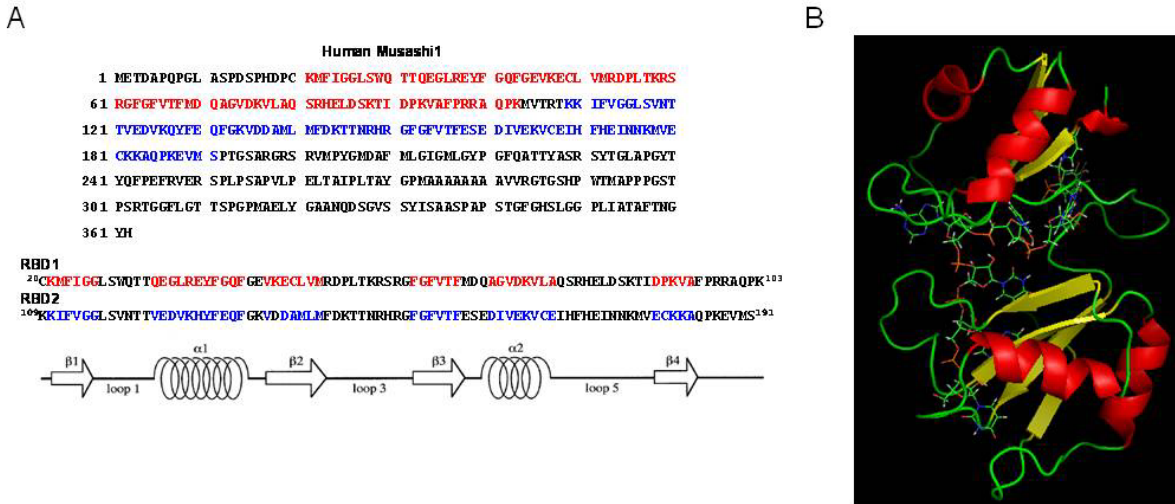 A
B
Human Musashi1
1 METDAPQPGL ASPDSPHDPC KMFIGGLSWQ TTQEGLREYF GQFGEVKECL VMRDPLTKRS
61 RGFGFVTFMD QAGVDKVLAQ SRHELDSKTI DPKVAFPRRA QPKMVTRTKK IFVGGLSVNT
121 TVEDVKQYFE QFGKVDDAML MFDKTTNRHR GFGFVTFESE DIVEKVCEIH FHEINNKMVE
181 CKKAQPKEVM SPTGSARGRS RVMPYGMDAF MLGIGMLGYP GFQATTYASR SYTGLAPGYT
241 YQFPEFRVER SPLPSAPVLP ELTAIPLTAY GPMAAAAAAA AVVRGTGSHP WTMAPPPGST
301 PSRTGGFLGT TSPGPMAELY GAANQDSGVS SYISAASPAP STGFGHSLGG PLIATAFTNG
361 YH
RBD1
20CKMFIGGLSWQTTQEGLREYFGQFGEVKECLVMRDPLTKRSRGFGFVTFMDQAGVDKVLAQSRHELDSKTIDPKVAFPRRAQPK103
RBD2
109KKIFVGGLSVNTTVEDVKHYFEQFGKVDDAMLMFDKTTNRHRGFGFVTFESEDIVEKVCEIHFHEINNKMVECKKAQPKEVMS191
β1 α1 β2 β3 α2 β4
loop 1 loop 3 loop 5